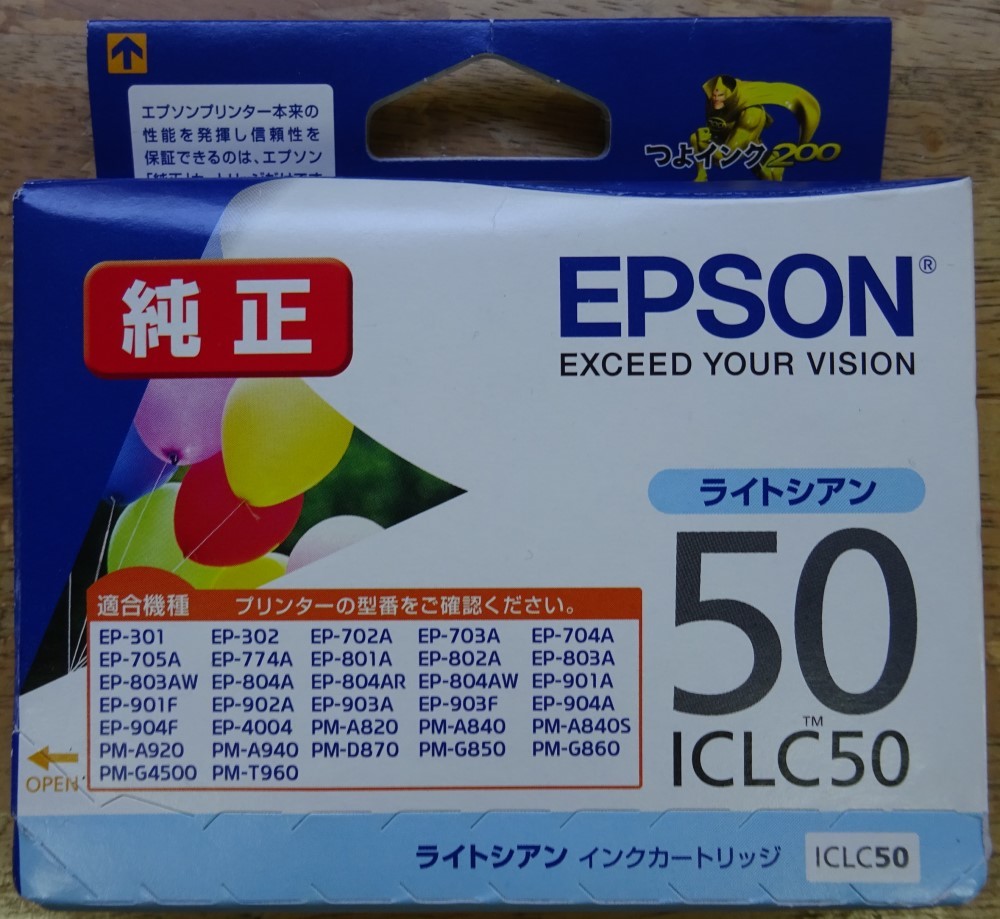 エプソンプリンター本来の
性能を発揮し信頼性を
保証できるのは、エプソン
つよインク200
純正
EPSON®
EXCEED YOUR VISION
ライトシアン
50
ICLC50™
適合機種 プリンターの型番をご確認ください。
EP-301 EP-302 EP-702A EP-703A EP-704A
EP-705A EP-774A EP-801A EP-802A EP-803A
EP-803AW EP-804A EP-804AR EP-804AW EP-901A
EP-901F EP-902A EP-903A EP-903F EP-904A
EP-904F EP-4004 PM-A820 PM-A840 PM-A840S
PM-A920 PM-A940 PM-D870 PM-G850 PM-G860
PM-G4500 PM-T960
OPEN
ライトシアン インクカートリッジ ICLC50